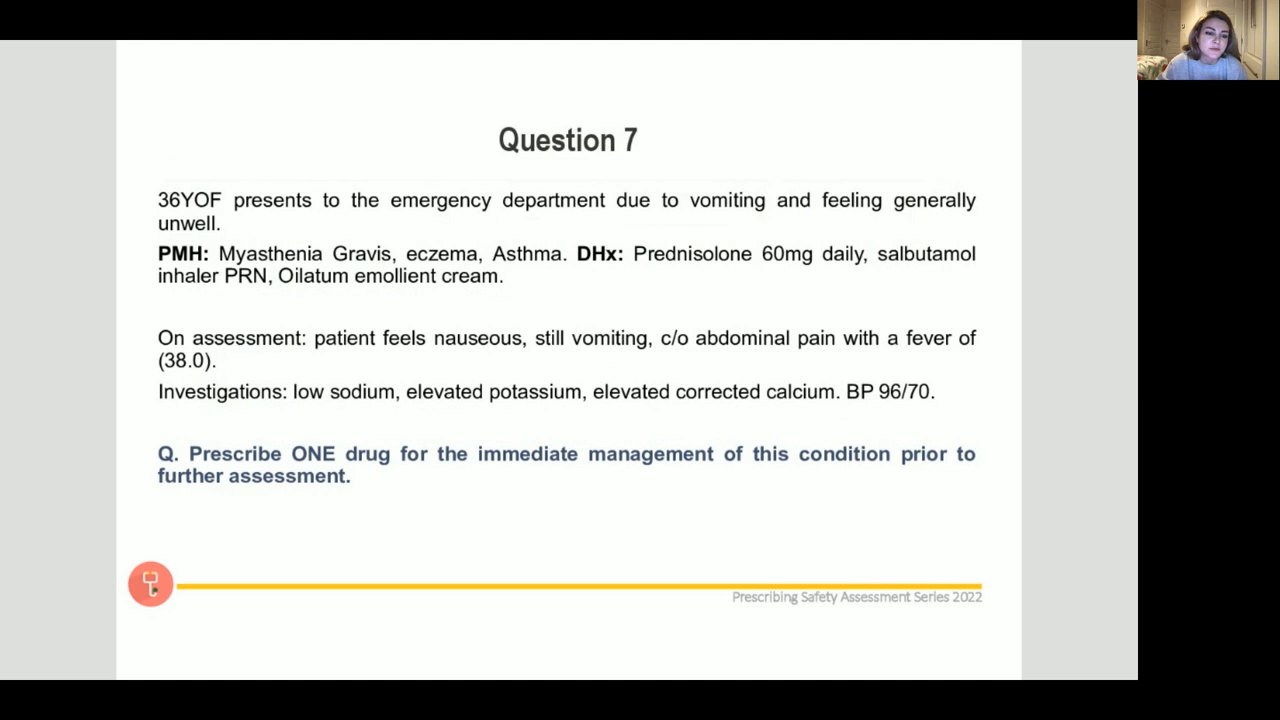 Question 7
36YOF presents to the emergency department due to vomiting and feeling generally
unwell.
PMH: Myasthenia Gravis, eczema, Asthma. DHx: Prednisolone 60mg daily, salbutamol
inhaler PRN, Oilatum emollient cream.
On assessment: patient feels nauseous, still vomiting, c/o abdominal pain with a fever of
(38.0).
Investigations: low sodium, elevated potassium, elevated corrected calcium. BP 96/70.
Q. Prescribe ONE drug for the immediate management of this condition prior to
further assessment.
Prescribing Safety Assessment Series 2022